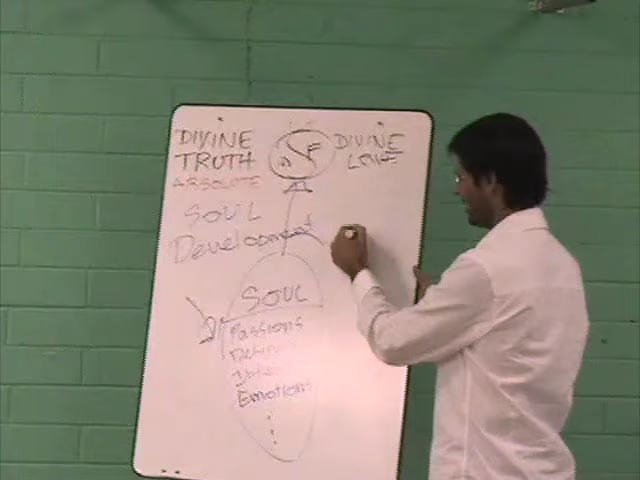 DIVINE
TRUTH
ABSOLUTE
DIVINE
LOVE
SOUL
Development
SOUL
Passions
Emotions